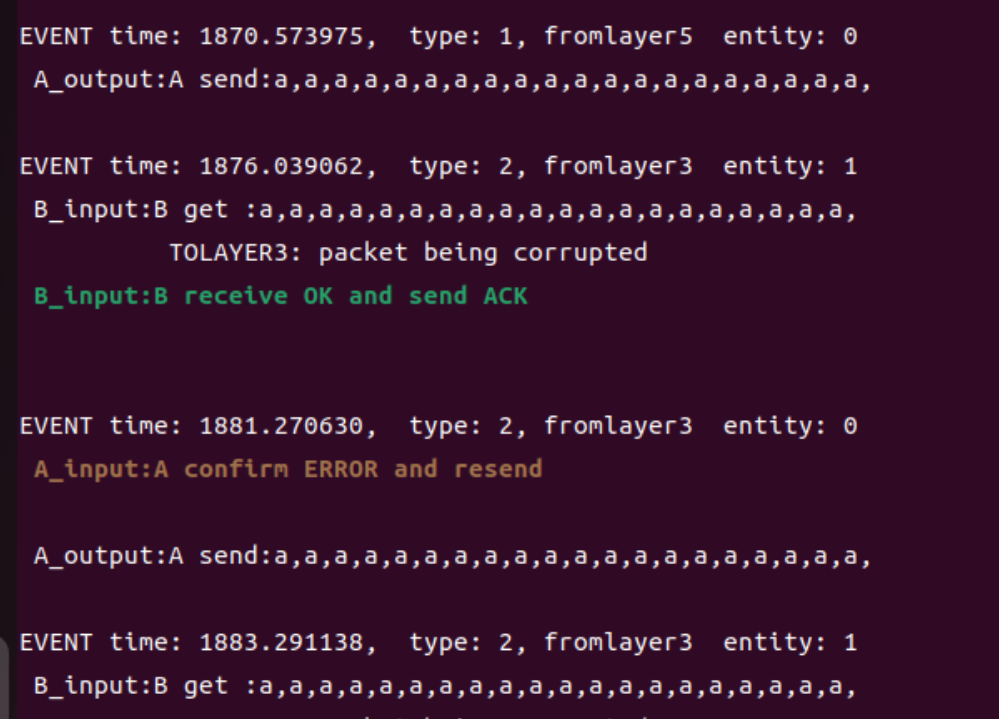 EVENT time: 1870.573975,  type: 1, fromlayer5  entity: 0
A_output:A send:a,a,a,a,a,a,a,a,a,a,a,a,a,a,a,a,a,a,a,a,
EVENT time: 1876.039062,  type: 2, fromlayer3  entity: 1
B_input:B get :a,a,a,a,a,a,a,a,a,a,a,a,a,a,a,a,a,a,a,a,
TOLAYER3: packet being corrupted
B_input:B receive OK and send ACK
EVENT time: 1881.270630,  type: 2, fromlayer3  entity: 0
A_input:A confirm ERROR and resend
A_output:A send:a,a,a,a,a,a,a,a,a,a,a,a,a,a,a,a,a,a,a,a,
EVENT time: 1883.291138,  type: 2, fromlayer3  entity: 1
B_input:B get :a,a,a,a,a,a,a,a,a,a,a,a,a,a,a,a,a,a,a,a,